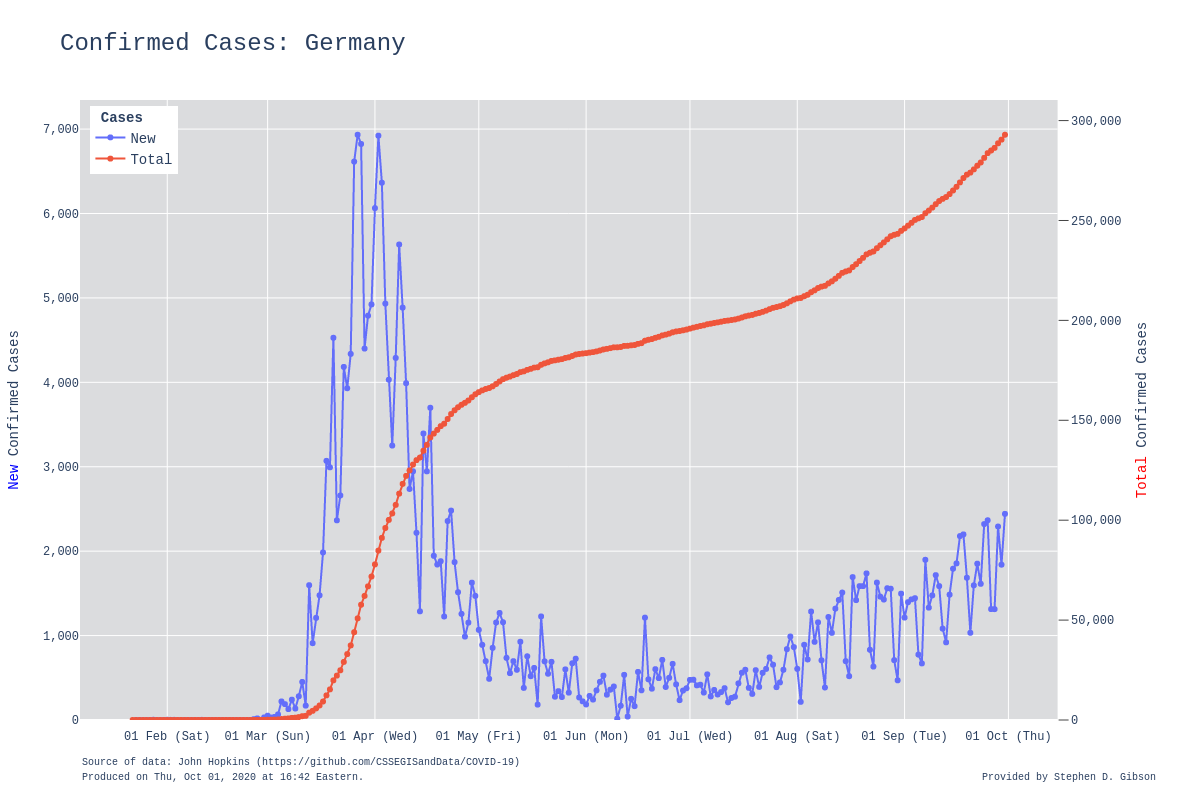 Confirmed Cases: Germany
Cases
New
Total
7,000
6,000
5,000
4,000
3,000
2,000
1,000
0
New Confirmed Cases
300,000
250,000
200,000
150,000
100,000
50,000
0
Total Confirmed Cases
01 Feb (Sat) 01 Mar (Sun) 01 Apr (Wed) 01 May (Fri) 01 Jun (Mon) 01 Jul (Wed) 01 Aug (Sat) 01 Sep (Tue) 01 Oct (Thu)
Source of data: John Hopkins (https://github.com/CSSEGISandData/COVID-19)
Produced on Thu, Oct 01, 2020 at 16:42 Eastern.
Provided by Stephen D. Gibson